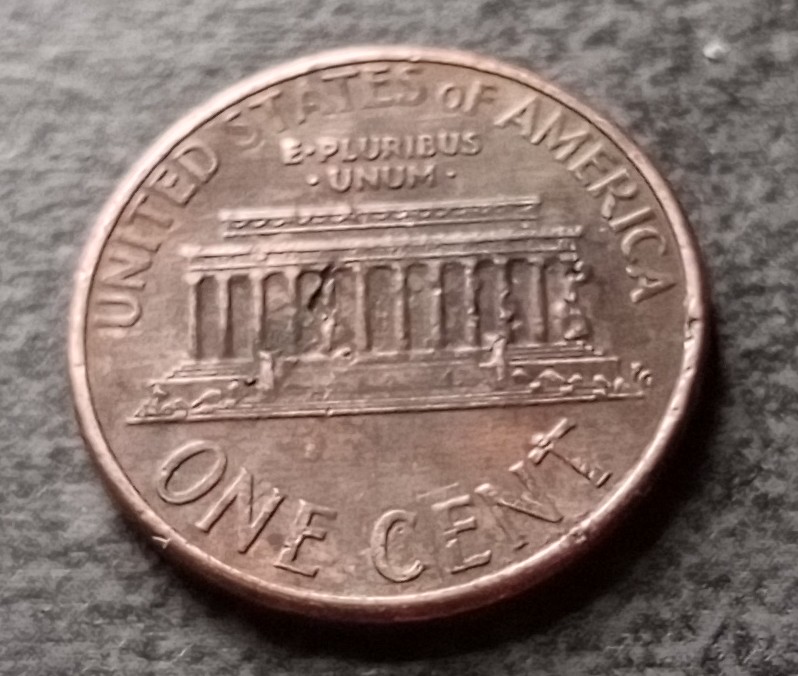 UNITED STATES OF AMERICA
E·PLURIBUS
·UNUM·
ONE CENT